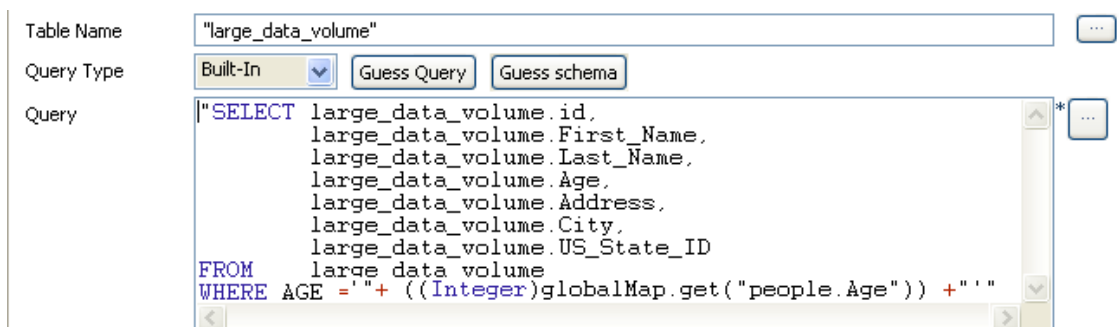 Table Name "large_data_volume" ...
Query Type Built-In Guess Query Guess schema
Query "SELECT large_data_volume.id, * ...
large_data_volume.First_Name,
large_data_volume.Last_Name,
large_data_volume.Age,
large_data_volume.Address,
large_data_volume.City,
large_data_volume.US_State_ID
FROM large_data_volume
WHERE AGE ='"+ ((Integer)globalMap.get("people.Age")) +"'"